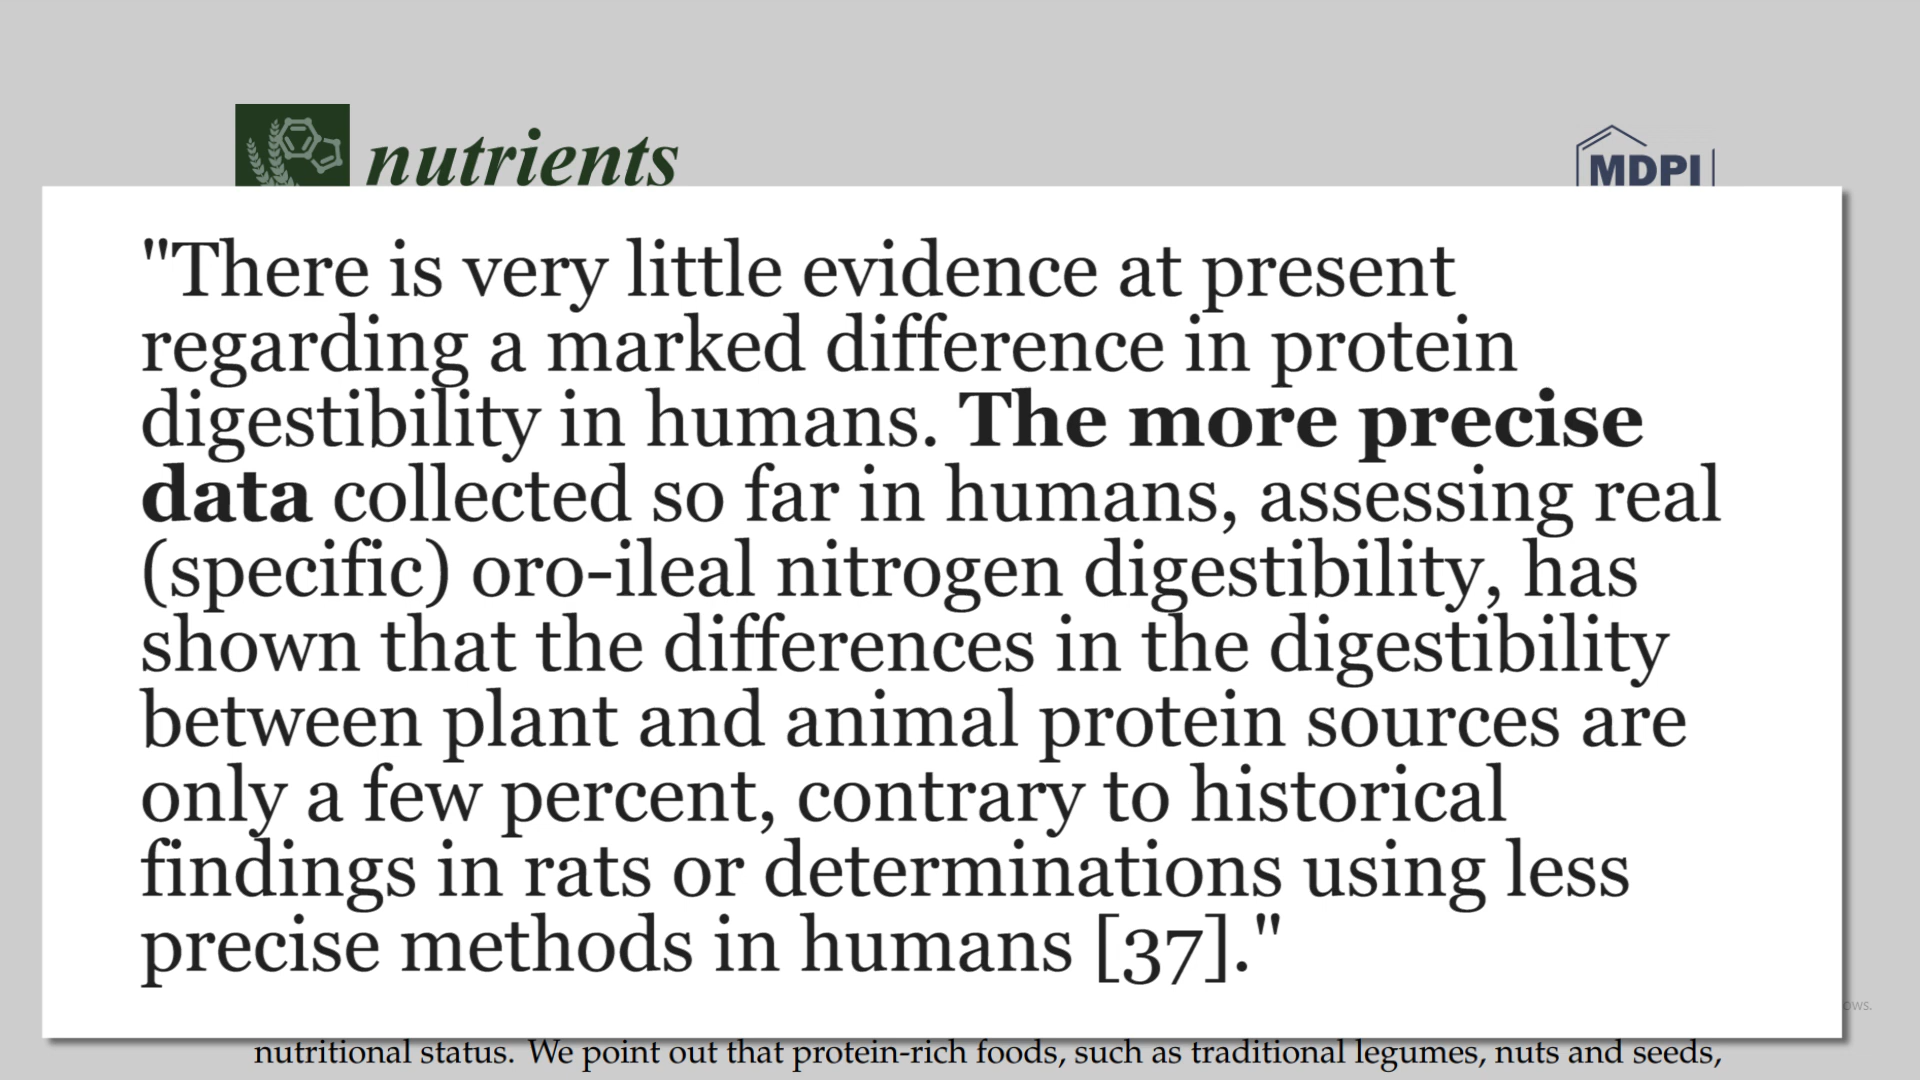 nutrients
MDPI
"There is very little evidence at present
regarding a marked difference in protein
digestibility in humans. The more precise
data collected so far in humans, assessing real
(specific) oro-ileal nitrogen digestibility, has
shown that the differences in the digestibility
between plant and animal protein sources are
only a few percent, contrary to historical
findings in rats or determinations using less
precise methods in humans [37]."
ows.
nutritional status. We point out that protein-rich foods, such as traditional legumes, nuts and seeds,